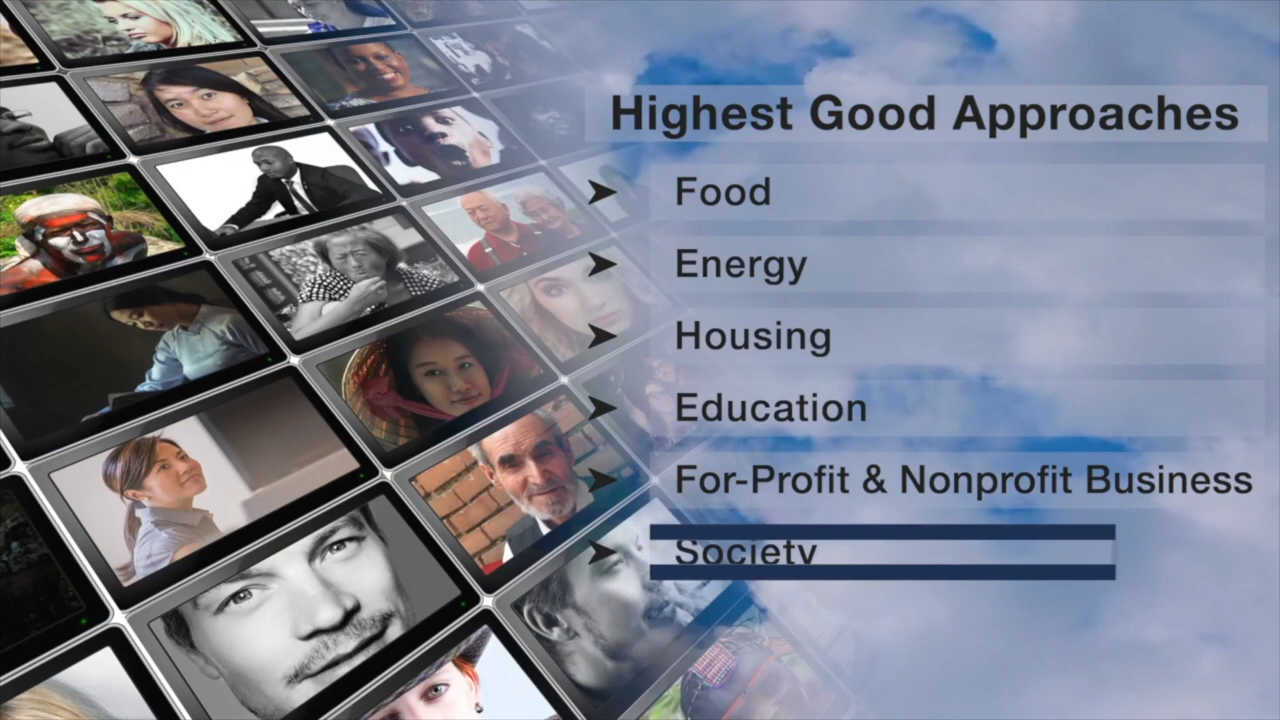 Highest Good Approaches
Food
Energy
Housing
Education
For-Profit & Nonprofit Business
Society